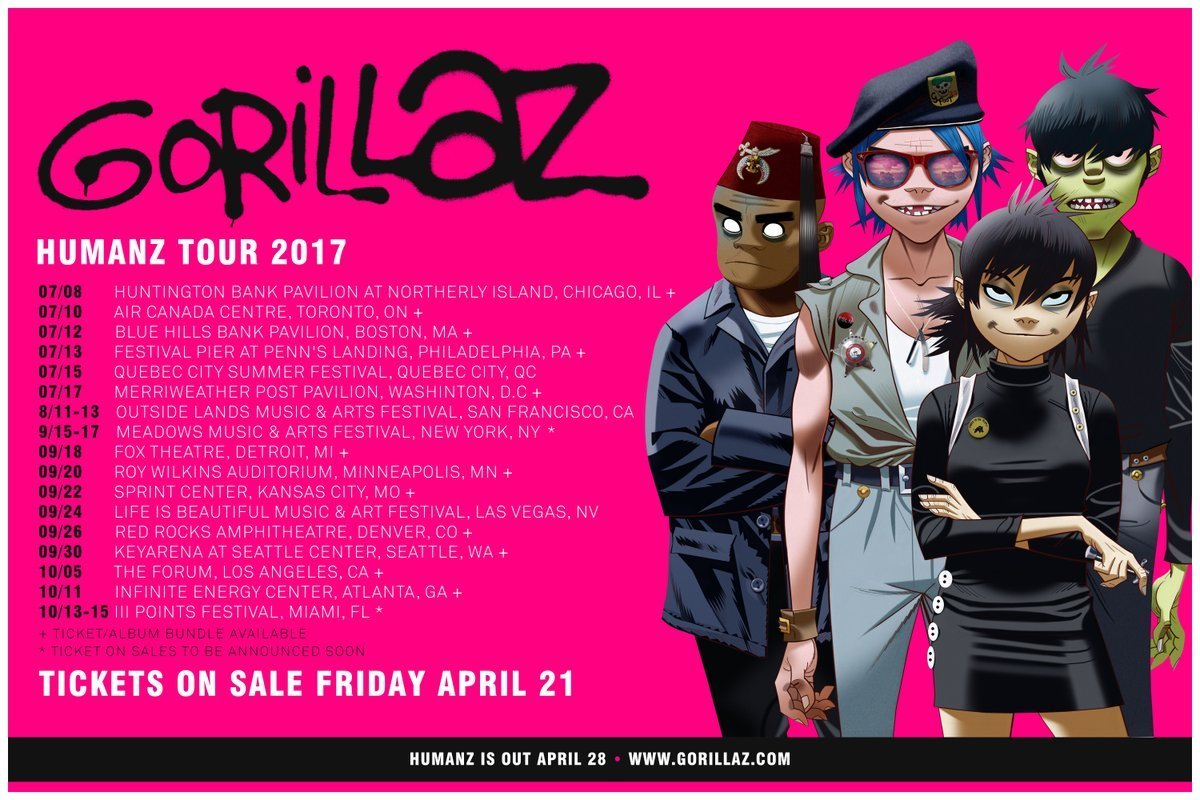 GORILLAZ
HUMANZ TOUR 2017
07/08 HUNTINGTON BANK PAVILION AT NORTHERLY ISLAND, CHICAGO, IL +
07/10 AIR CANADA CENTRE, TORONTO, ON +
07/12 BLUE HILLS BANK PAVILION, BOSTON, MA +
07/13 FESTIVAL PIER AT PENN'S LANDING, PHILADELPHIA, PA +
07/15 QUEBEC CITY SUMMER FESTIVAL, QUEBEC CITY, QC
07/17 MERRIWEATHER POST PAVILION, WASHINTON, D.C +
8/11-13 OUTSIDE LANDS MUSIC & ARTS FESTIVAL, SAN FRANCISCO, CA
9/15-17 MEADOWS MUSIC & ARTS FESTIVAL, NEW YORK, NY *
09/18 FOX THEATRE, DETROIT, MI +
09/20 ROY WILKINS AUDITORIUM, MINNEAPOLIS, MN +
09/22 SPRINT CENTER, KANSAS CITY, MO +
09/24 LIFE IS BEAUTIFUL MUSIC & ART FESTIVAL, LAS VEGAS, NV
09/26 RED ROCKS AMPHITHEATRE, DENVER, CO +
09/30 KEYARENA AT SEATTLE CENTER, SEATTLE, WA +
10/05 THE FORUM, LOS ANGELES, CA +
10/11 INFINITE ENERGY CENTER, ATLANTA, GA +
10/13-15 III POINTS FESTIVAL, MIAMI, FL *
+ TICKET/ALBUM BUNDLE AVAILABLE
* TICKET ON SALES TO BE ANNOUNCED SOON
TICKETS ON SALE FRIDAY APRIL 21
HUMANZ IS OUT APRIL 28 • WWW.GORILLAZ.COM